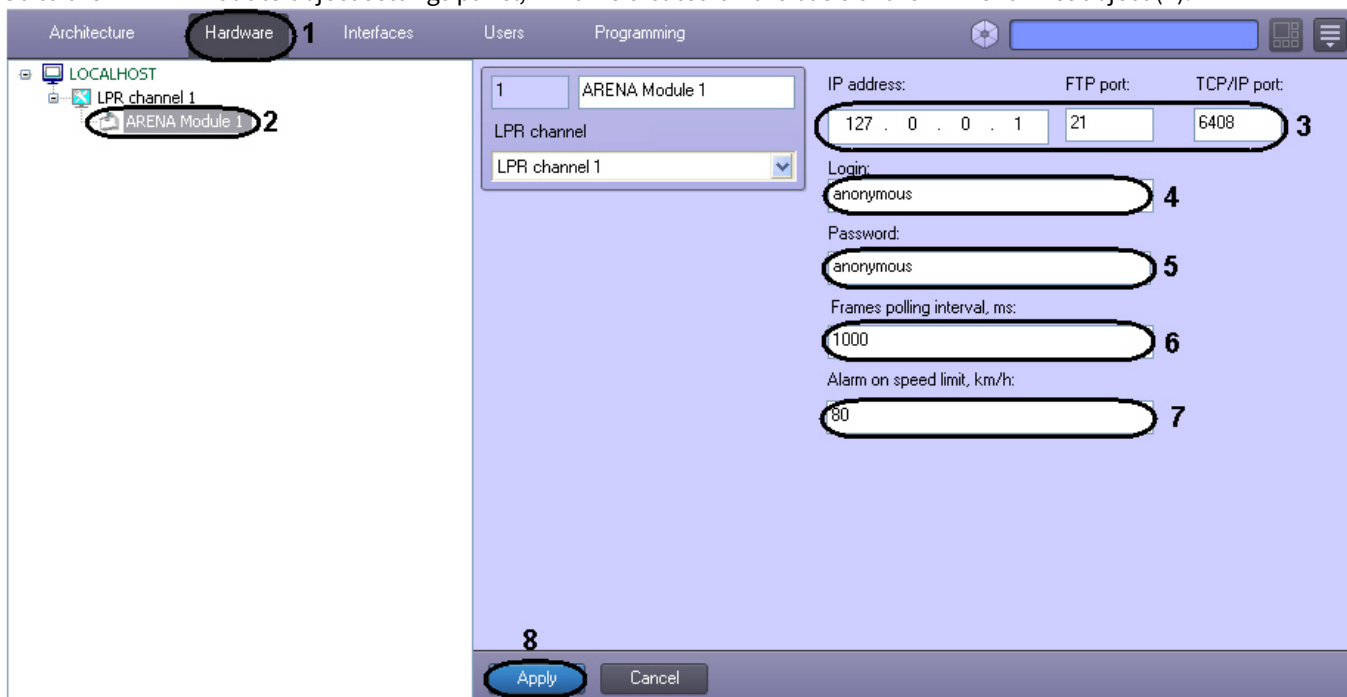 Architecture Hardware 1 Interfaces Users Programming
LOCALHOST
LPR channel 1
ARENA Module 1 2
1 ARENA Module 1
LPR channel
LPR channel 1
IP address: FTP port: TCP/IP port:
127 . 0 . 0 . 1 21 6408 3
Login:
anonymous 4
Password:
anonymous 5
Frames polling interval, ms:
1000 6
Alarm on speed limit, km/h:
80 7
8
Apply Cancel